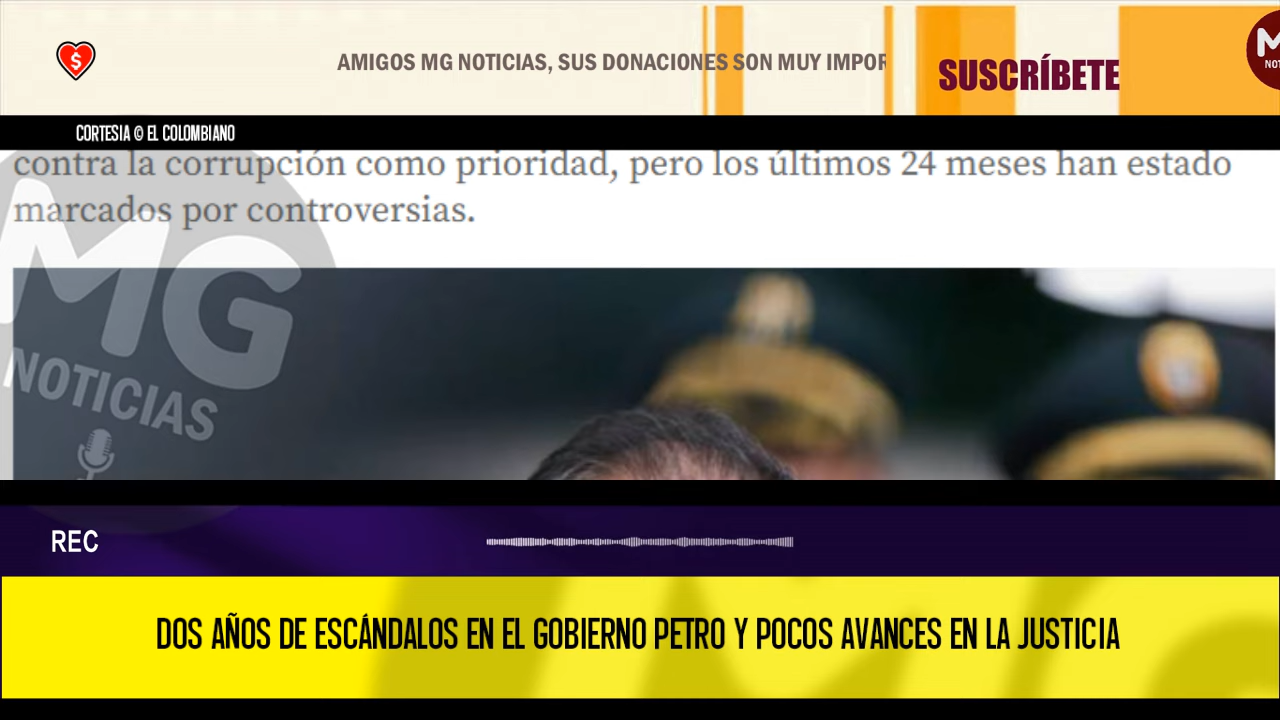 AMIGOS MG NOTICIAS, SUS DONACIONES SON MUY IMPOR
SUSCRÍBETE
CORTESIA © EL COLOMBIANO
contra la corrupción como prioridad, pero los últimos 24 meses han estado
marcados por controversias.
MG
NOTICIAS
REC
DOS AÑOS DE ESCÁNDALOS EN EL GOBIERNO PETRO Y POCOS AVANCES EN LA JUSTICIA